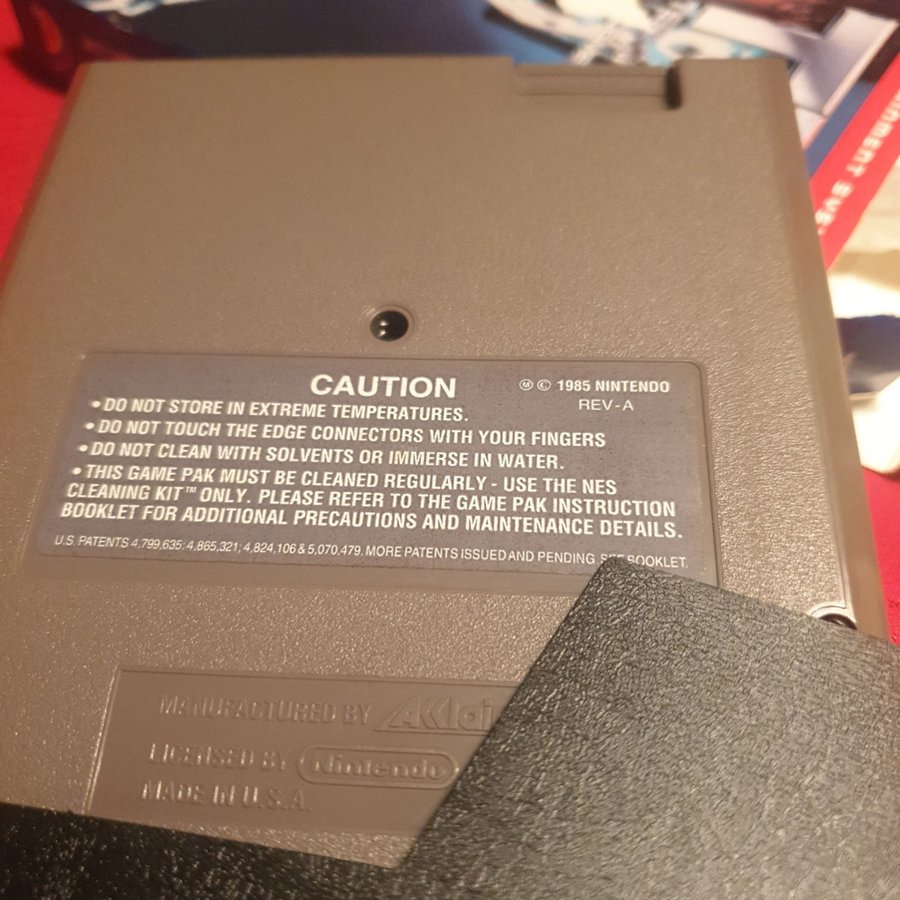 INMENT SYST
CAUTION
Ⓜ © 1985 NINTENDO
REV-A
• DO NOT STORE IN EXTREME TEMPERATURES.
• DO NOT TOUCH THE EDGE CONNECTORS WITH YOUR FINGERS
• DO NOT CLEAN WITH SOLVENTS OR IMMERSE IN WATER.
• THIS GAME PAK MUST BE CLEANED REGULARLY - USE THE NES
CLEANING KIT™ ONLY. PLEASE REFER TO THE GAME PAK INSTRUCTION
BOOKLET FOR ADDITIONAL PRECAUTIONS AND MAINTENANCE DETAILS.
U.S. PATENTS 4,799,635; 4,865,321; 4,824,106 & 5,070,479. MORE PATENTS ISSUED AND PENDING. SEE BOOKLET.
MANUFACTURED BY AKlai
LICENSED BY Nintendo
MADE IN U.S.A.